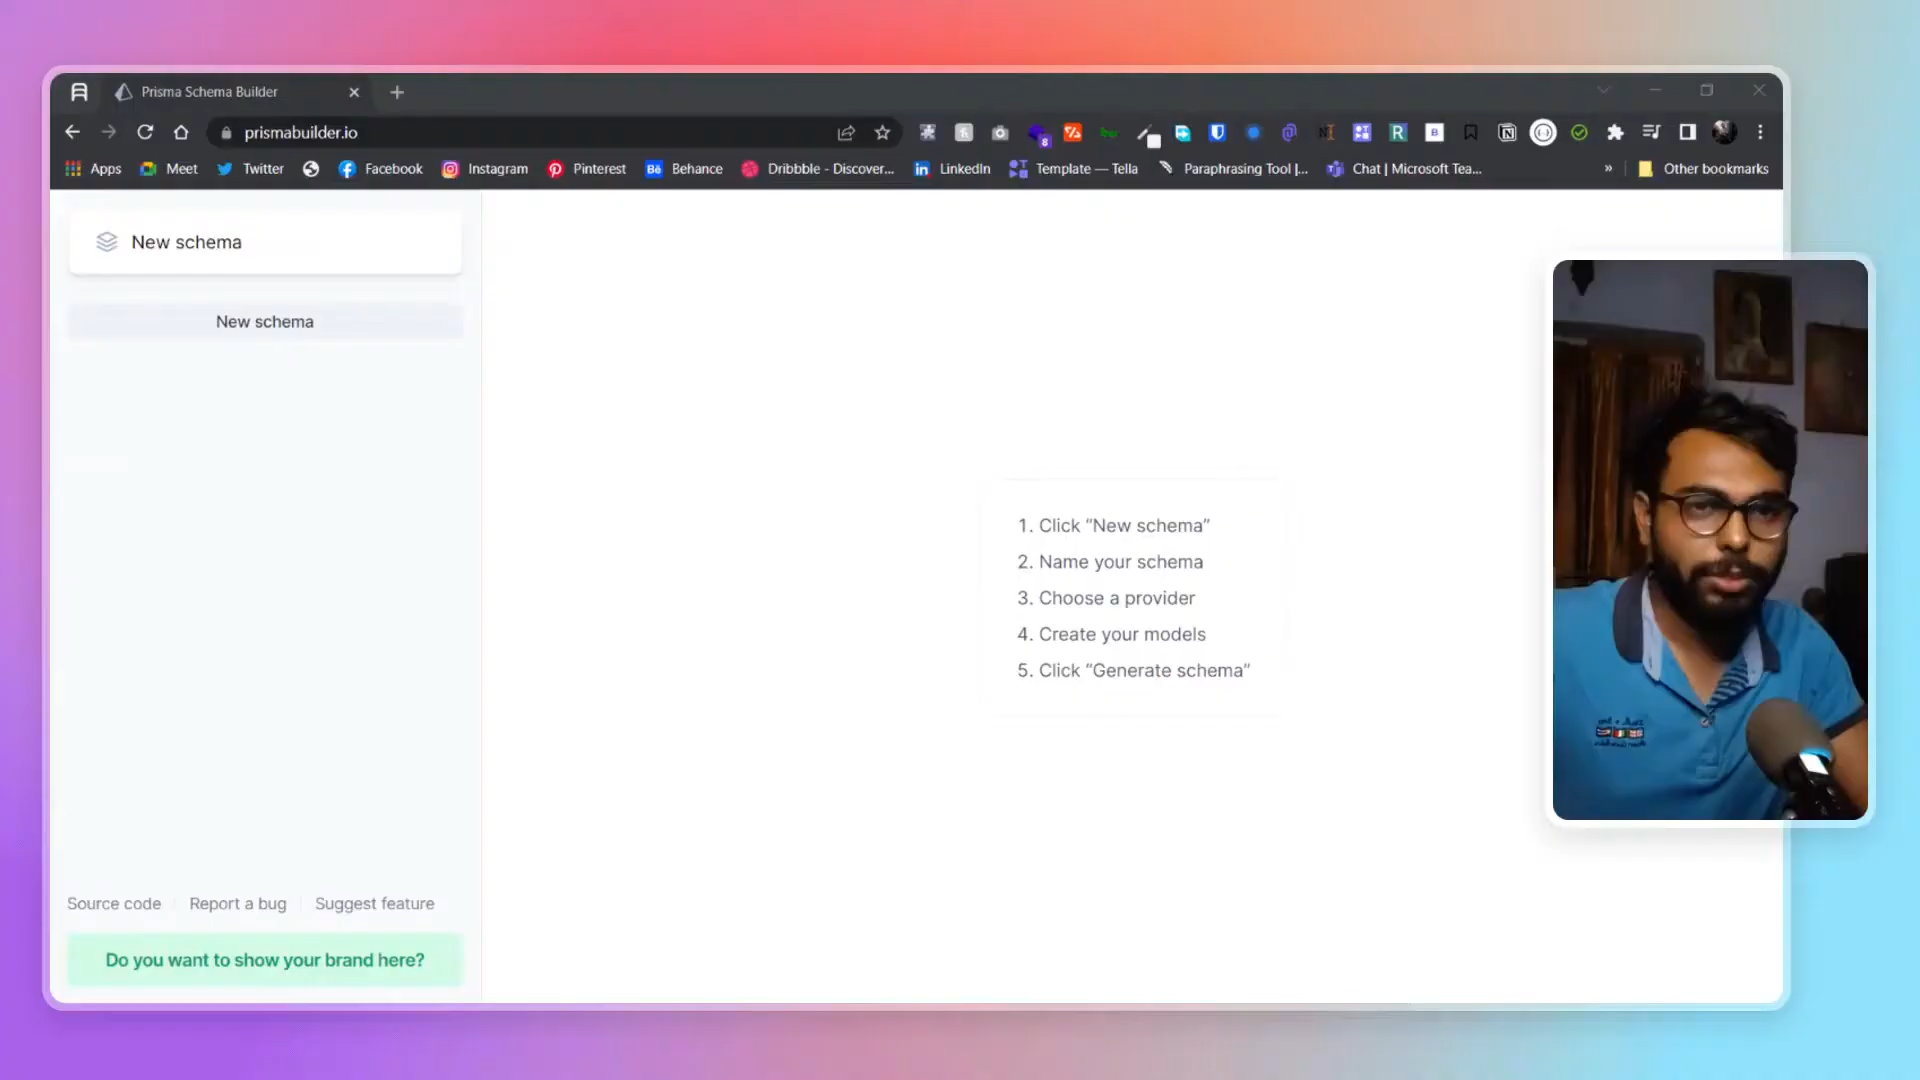 Prisma Schema Builder
prismabuilder.io
8
Apps Meet Twitter Facebook Instagram Pinterest Behance Dribbble - Discover... LinkedIn Template — Tella Paraphrasing Tool |... Chat | Microsoft Tea... » Other bookmarks
New schema
New schema
1. Click “New schema”
2. Name your schema
3. Choose a provider
4. Create your models
5. Click “Generate schema”
Source code
Report a bug
Suggest feature
Do you want to show your brand here?